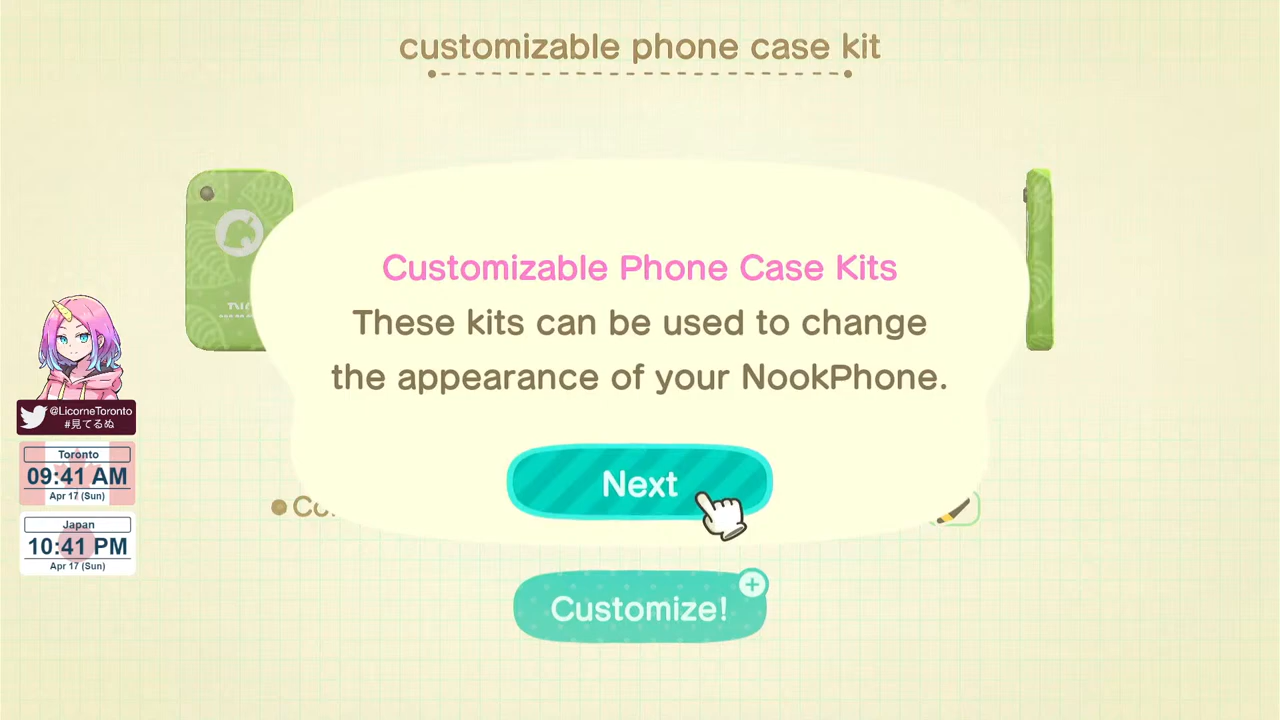 customizable phone case kit
Customizable Phone Case Kits
These kits can be used to change
the appearance of your NookPhone.
Next
Customize!
@LicorneToronto
#見てるぬ
Toronto
09:41 AM
Apr 17 (Sun)
Japan
10:41 PM
Apr 17 (Sun)